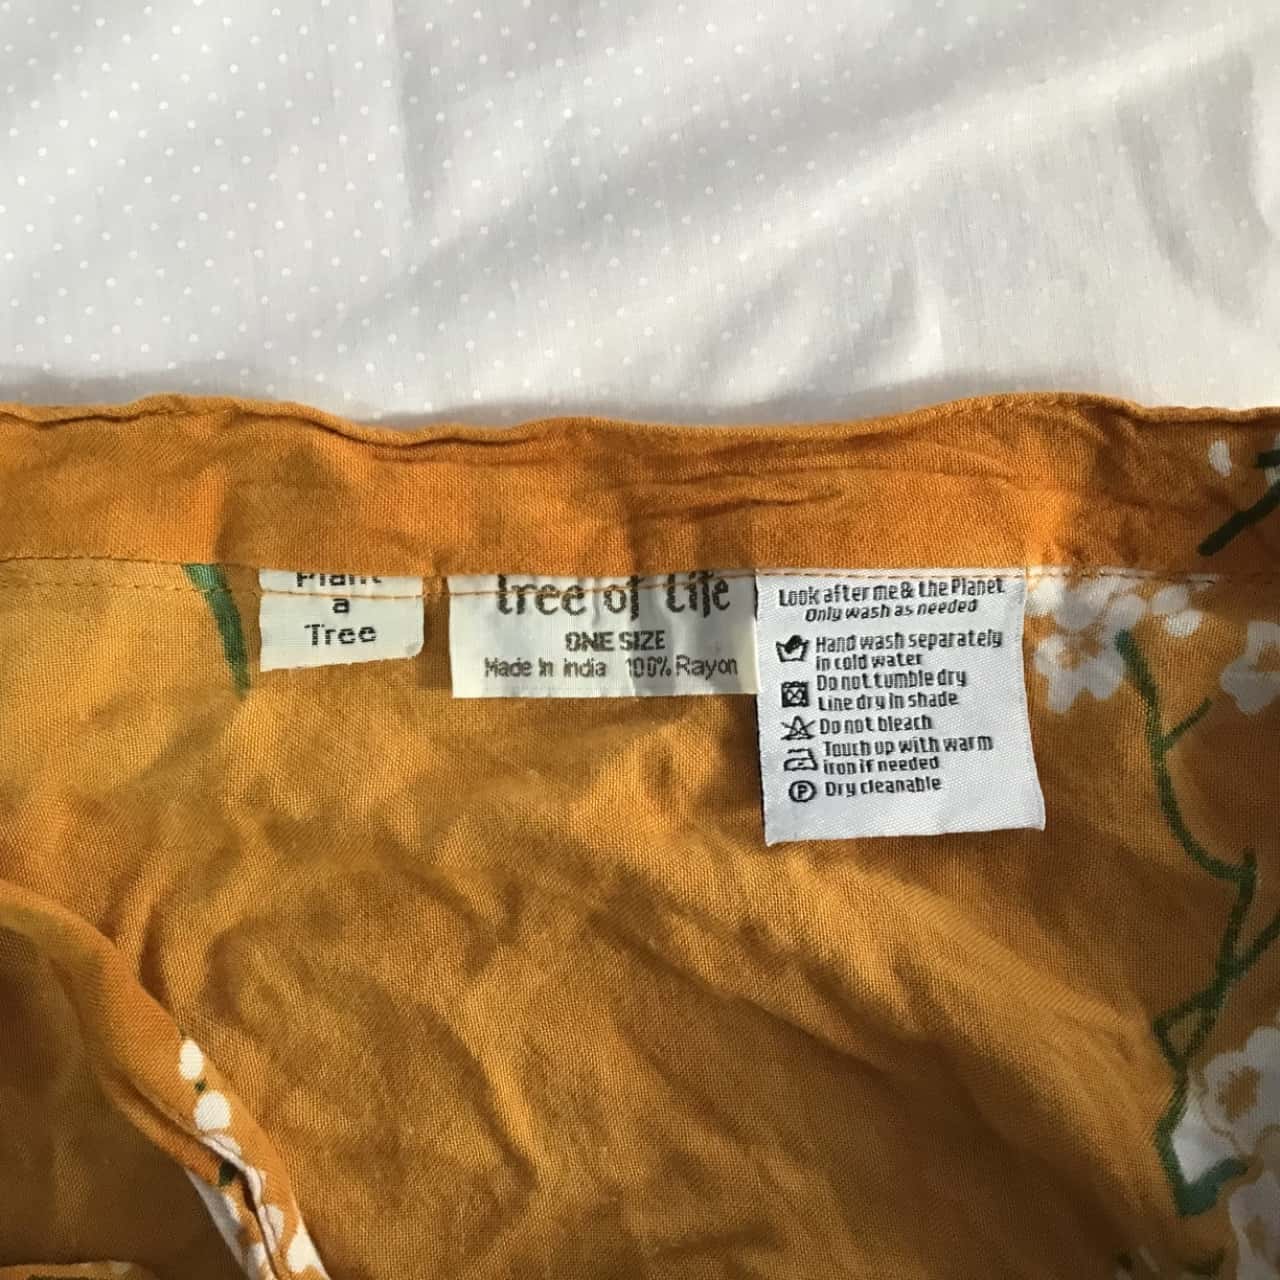 Plant
a
Tree
tree of life
ONE SIZE
Made in india 100% Rayon
Look after me & the Planet
Only wash as needed
Hand wash separately
in cold water
Do not tumble dry
Line dry in shade
Do not bleach
Touch up with warm
iron if needed
P Dry cleanable